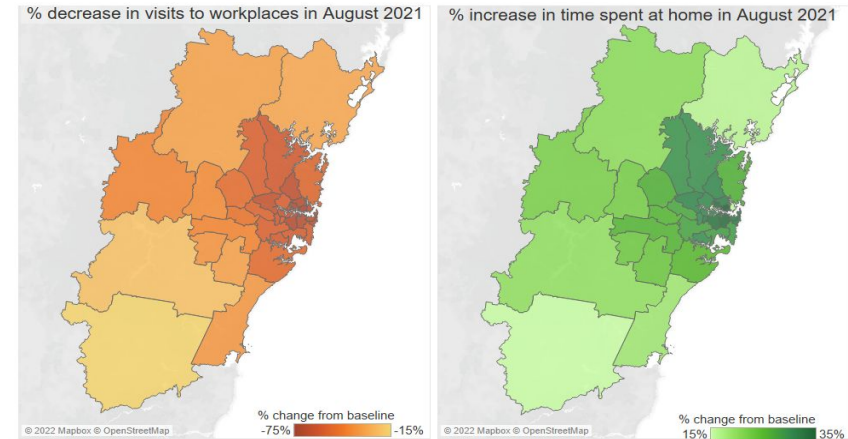 % decrease in visits to workplaces in August 2021
% increase in time spent at home in August 2021
% change from baseline
-75% -15%
© 2022 Mapbox © OpenStreetMap
% change from baseline
15% 35%
© 2022 Mapbox © OpenStreetMap